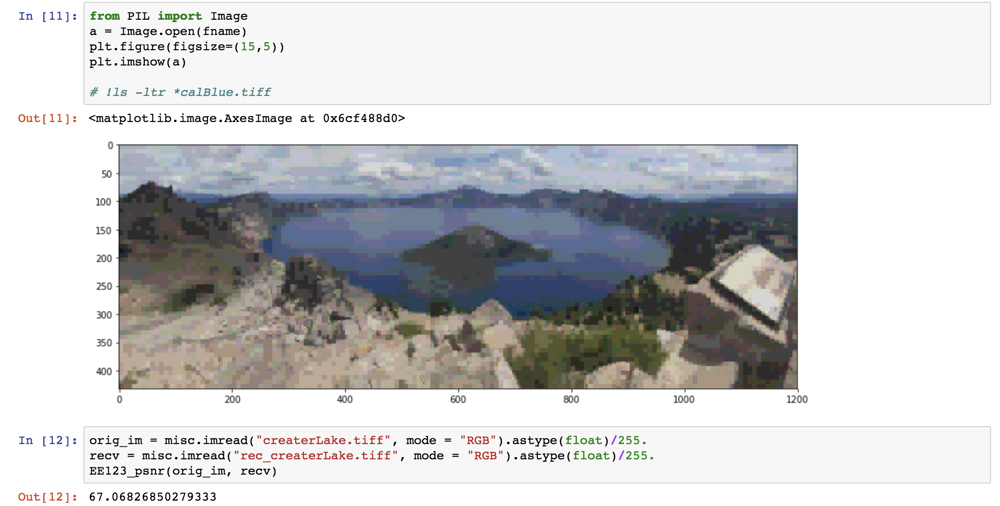 In [11]:
from PIL import Image
a = Image.open(fname)
plt.figure(figsize=(15,5))
plt.imshow(a)
# !ls -ltr *calBlue.tiff
Out[11]: <matplotlib.image.AxesImage at 0x6cf488d0>
0
50
100
150
200
250
300
350
400
0 200 400 600 800 1000 1200
In [12]:
orig_im = misc.imread("createrLake.tiff", mode = "RGB").astype(float)/255.
recv = misc.imread("rec_createrLake.tiff", mode = "RGB").astype(float)/255.
EE123_psnr(orig_im, recv)
Out[12]: 67.06826850279333